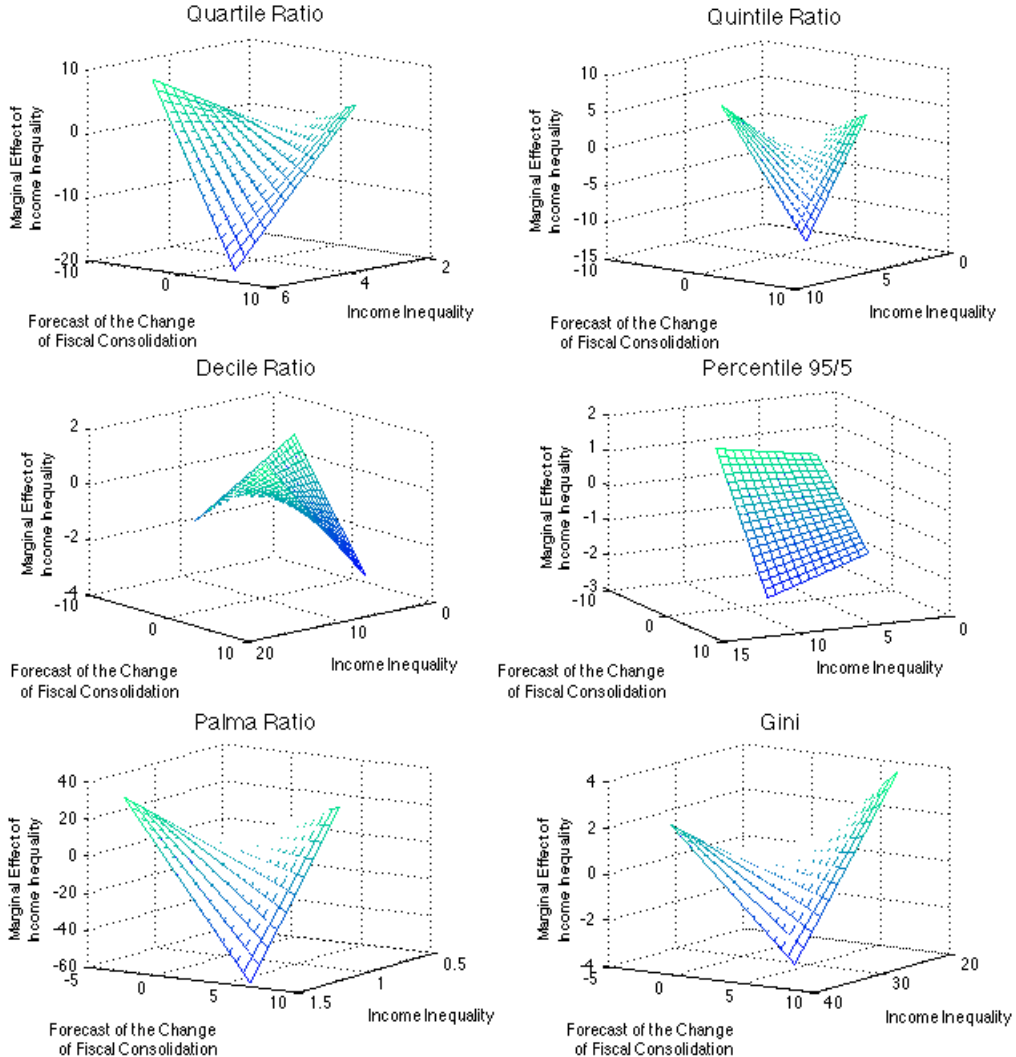 Quartile Ratio
10
0
-10
-20
-10
0
10
6
4
2
Marginal Effect of
Income Inequality
Forecast of the Change
of Fiscal Consolidation
Income Inequality
Quintile Ratio
10
5
0
-5
-10
-15
-10
0
10
10
5
0
Marginal Effect of
Income Inequality
Forecast of the Change
of Fiscal Consolidation
Income Inequality
Decile Ratio
2
0
-2
-4
-10
0
10
20
10
0
Marginal Effect of
Income Inequality
Forecast of the Change
of Fiscal Consolidation
Income Inequality
Percentile 95/5
2
1
0
-1
-2
-3
-10
0
10
15
10
5
0
Marginal Effect of
Income Inequality
Forecast of the Change
of Fiscal Consolidation
Income Inequality
Palma Ratio
40
20
0
-20
-40
-60
-5
0
5
10
1.5
1
0.5
Marginal Effect of
Income Inequality
Forecast of the Change
of Fiscal Consolidation
Income Inequality
Gini
4
2
0
-2
-4
-5
0
5
10
40
30
20
Marginal Effect of
Income Inequality
Forecast of the Change
of Fiscal Consolidation
Income Inequality